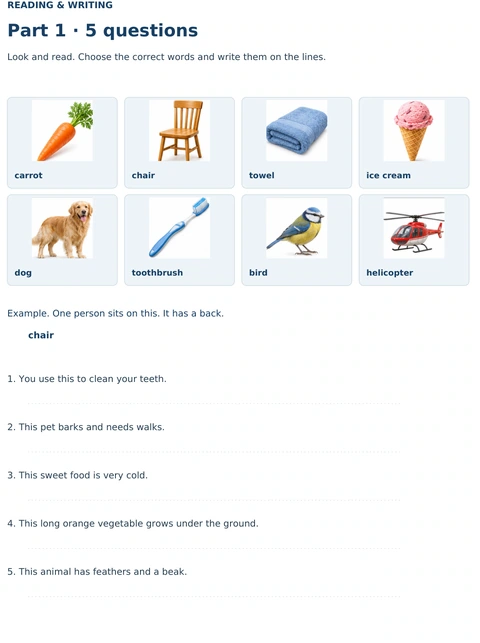 READING & WRITING
Part 1 · 5 questions
Look and read. Choose the correct words and write them on the lines.
carrot
chair
towel
ice cream
dog
toothbrush
bird
helicopter
Example. One person sits on this. It has a back.
chair
1. You use this to clean your teeth.
2. This pet barks and needs walks.
3. This sweet food is very cold.
4. This long orange vegetable grows under the ground.
5. This animal has feathers and a beak.